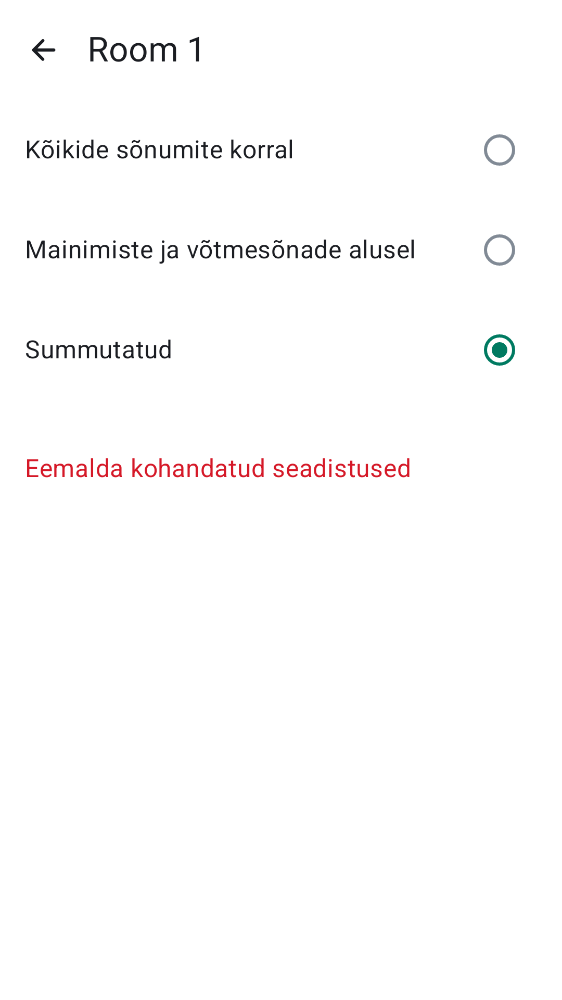 Room 1
Kõikide sõnumite korral
Mainimiste ja võtmesõnade alusel
Summutatud
Eemalda kohandatud seadistused